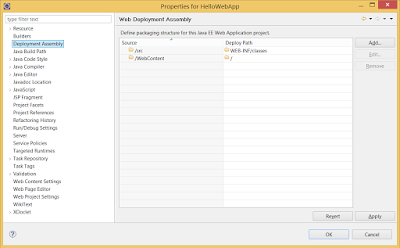 Properties for HelloWebApp
type filter text
Resource
Builders
Deployment Assembly
Java Build Path
Java Code Style
Java Compiler
Java Editor
Javadoc Location
JavaScript
JSP Fragment
Project Facets
Project References
Refactoring History
Run/Debug Settings
Server
Service Policies
Targeted Runtimes
Task Repository
Task Tags
Validation
Web Content Settings
Web Page Editor
Web Project Settings
WikiText
XDoclet
Web Deployment Assembly
Define packaging structure for this Java EE Web Application project.
Source Deploy Path
/src WEB-INF/classes
/WebContent /
Add...
Edit...
Remove
Revert Apply
OK Cancel